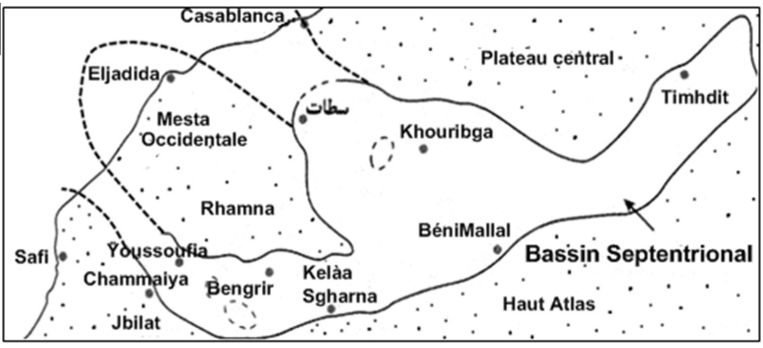 Casablanca
Plateau central
Eljadida
Timhdit
سطات
Mesta
Occidentale
Khouribga
Rhamna
BéniMallal
Safi
Youssoufia
Bassin Septentrional
Chammaiya
Bengrir
Kelàa
Sgharna
Haut Atlas
Jbilat